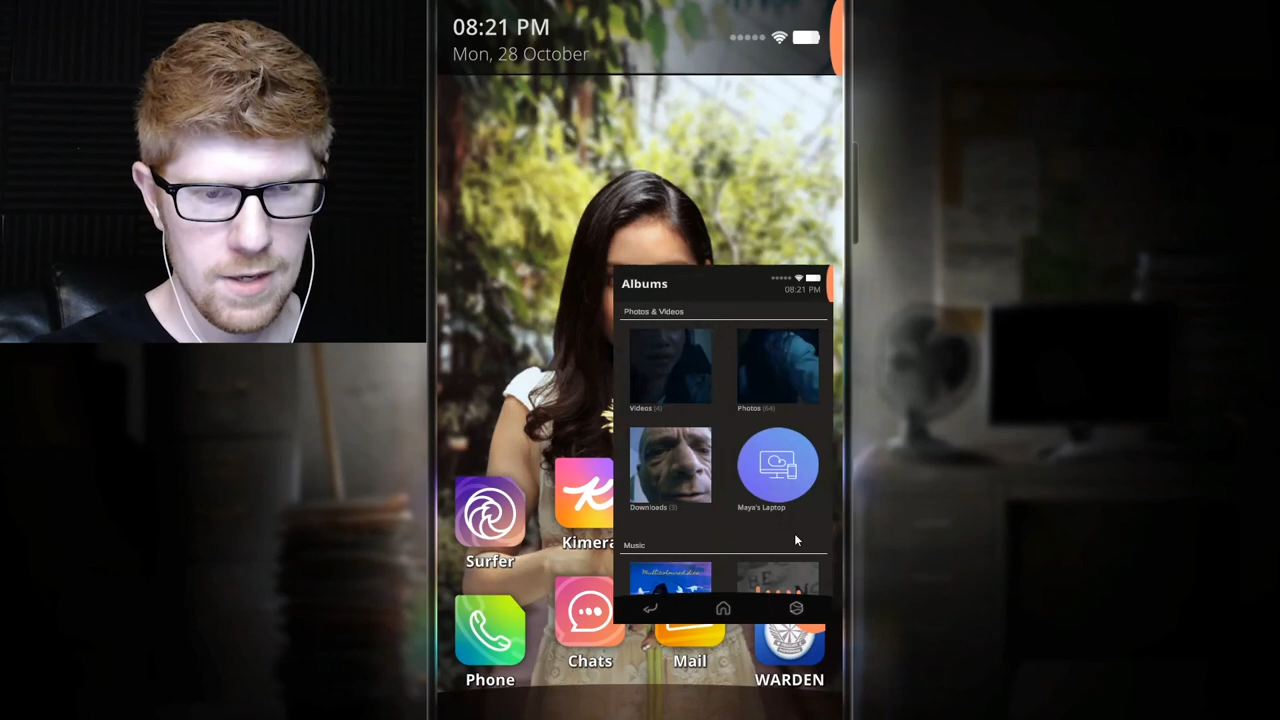 08:21 PM
Mon, 28 October
Albums
08:21 PM
Photos & Videos
Videos (4)
Photos (64)
Downloads (3)
Maya's Laptop
Music
Surfer
Kimera
Phone
Chats
Mail
WARDEN